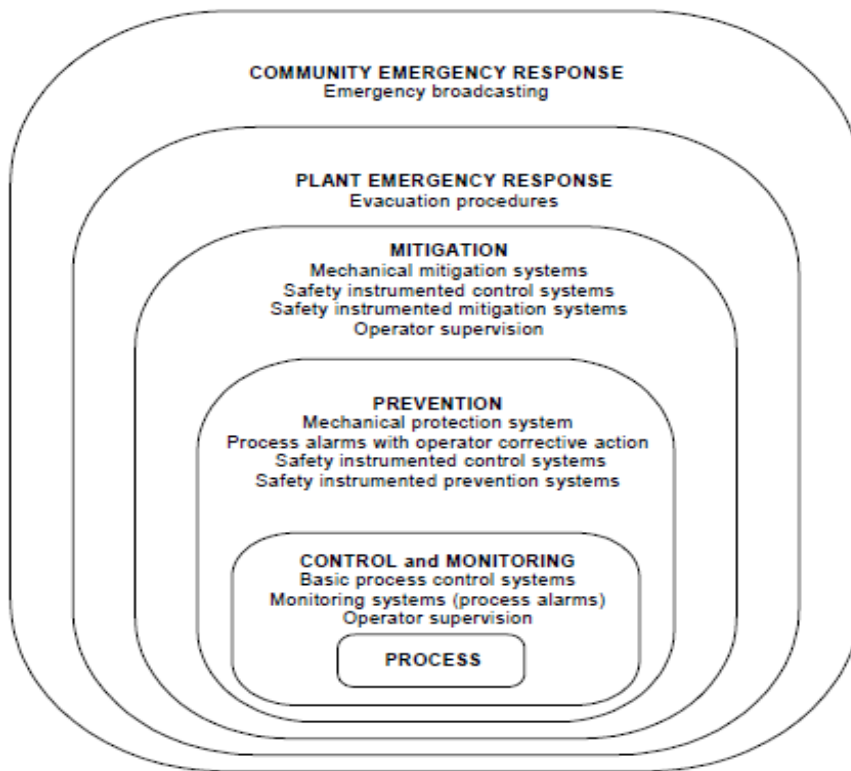 COMMUNITY EMERGENCY RESPONSE
Emergency broadcasting
PLANT EMERGENCY RESPONSE
Evacuation procedures
MITIGATION
Mechanical mitigation systems
Safety instrumented control systems
Safety instrumented mitigation systems
Operator supervision
PREVENTION
Mechanical protection system
Process alarms with operator corrective action
Safety instrumented control systems
Safety instrumented prevention systems
CONTROL and MONITORING
Basic process control systems
Monitoring systems (process alarms)
Operator supervision
PROCESS